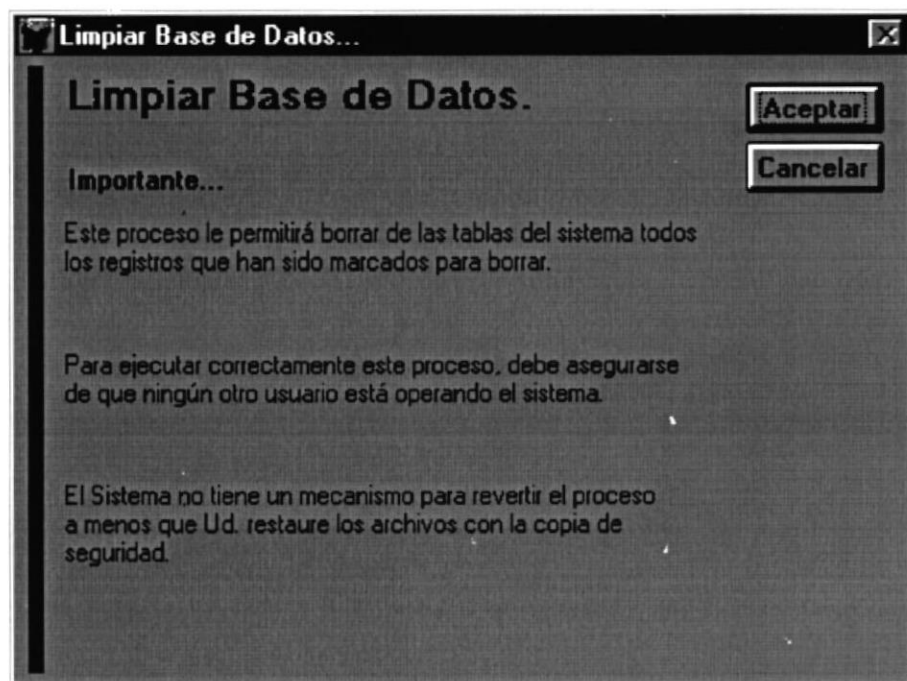 Limpiar Base de Datos...
Limpiar Base de Datos.
Aceptar
Cancelar
Importante...
Este proceso le permitirá borrar de las tablas del sistema todos
los registros que han sido marcados para borrar.
Para ejecutar correctamente este proceso, debe asegurarse
de que ningún otro usuario está operando el sistema.
El Sistema no tiene un mecanismo para revertir el proceso
a menos que Ud. restaure los archivos con la copia de
seguridad.